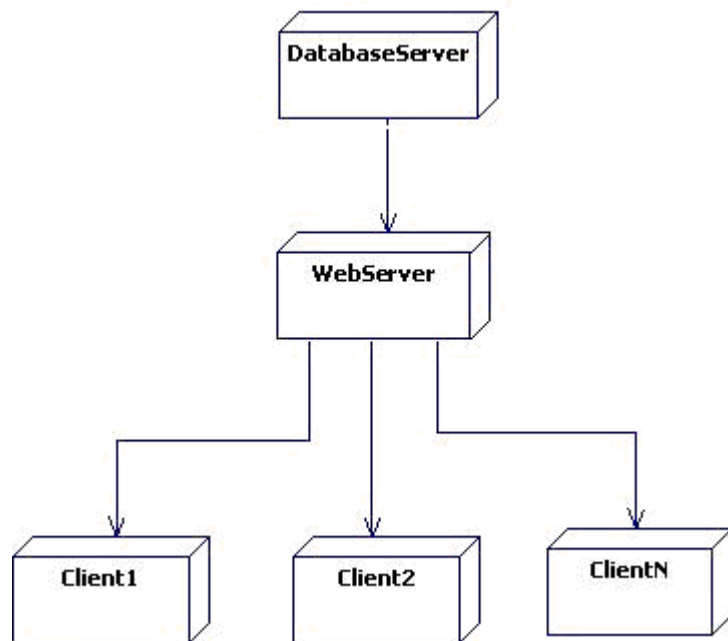 DatabaseServer
WebServer
Client1
Client2
ClientN